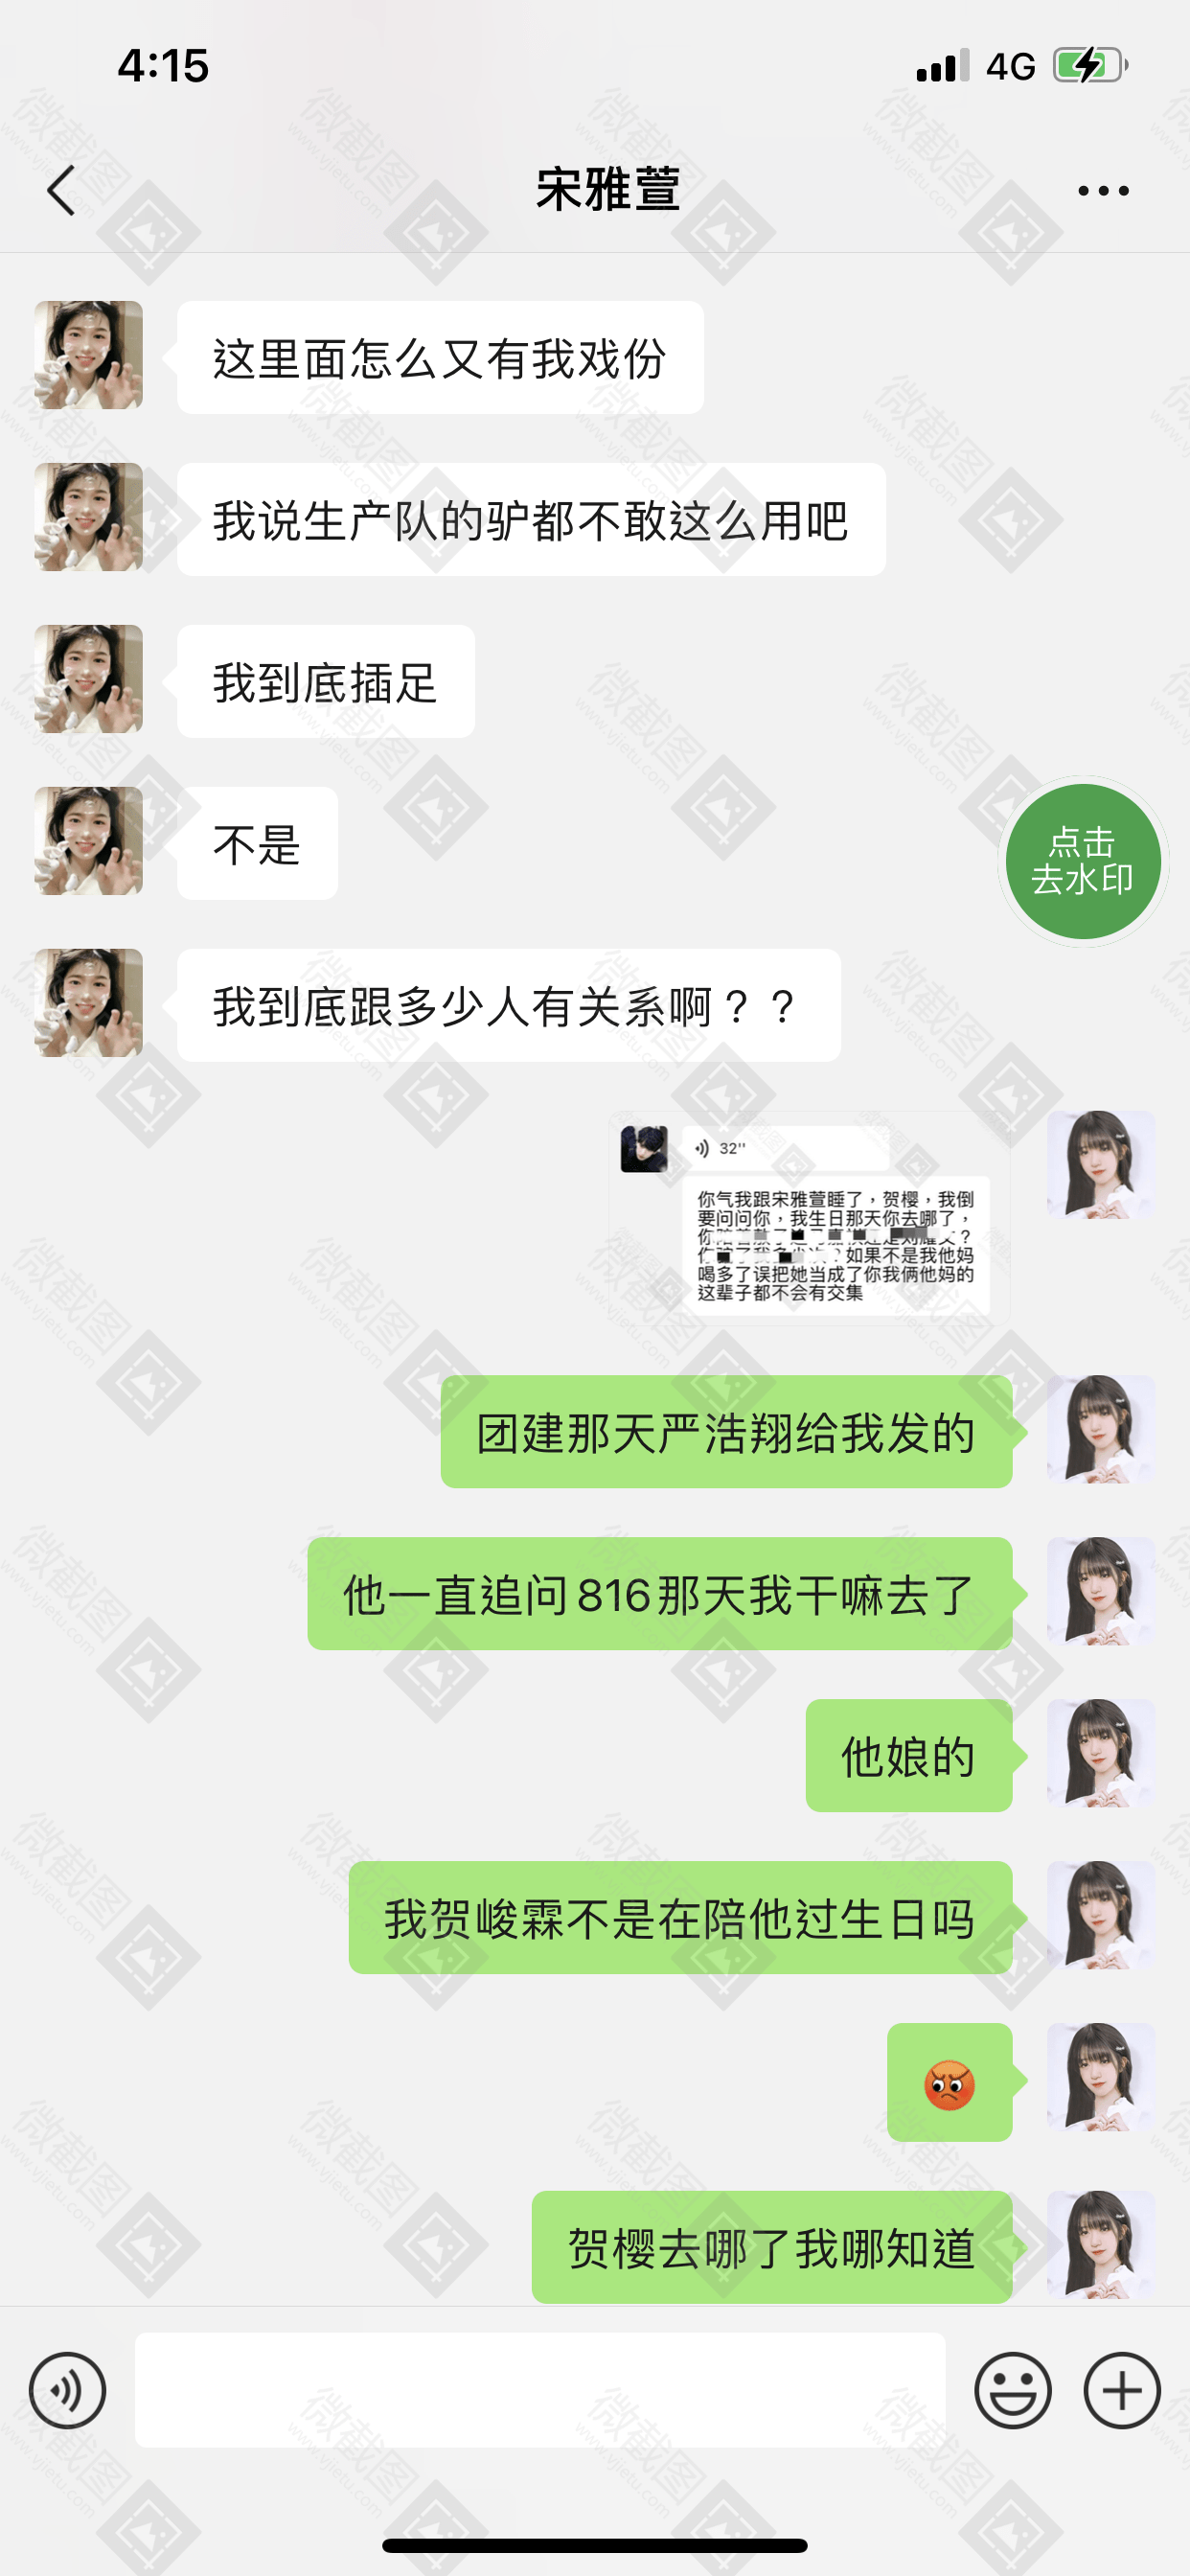 4:15
4G
宋雅萱
这里面怎么又有我戏份
我说生产队的驴都不敢这么用吧
我到底插足
不是
点击
去水印
我到底跟多少人有关系啊？？
32''
你气我跟宋雅萱睡了，贺樱，我倒
要问问你，我生日那天你去哪了，
如果不是我他妈
喝多了误把她当成了你我俩他妈的
这辈子都不会有交集
团建那天严浩翔给我发的
他一直追问816那天我干嘛去了
他娘的
我贺峻霖不是在陪他过生日吗
贺樱去哪了我哪知道
微截图
www.vjietu.com